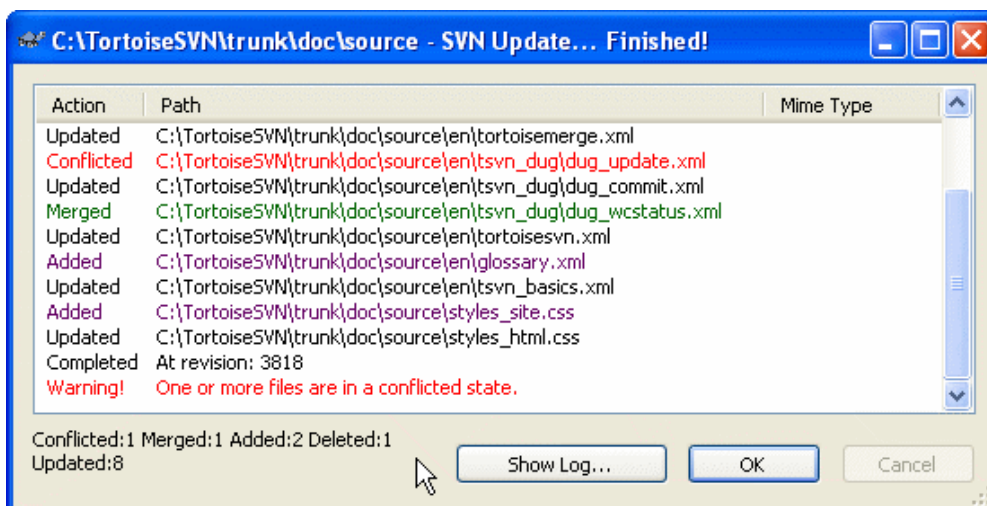 C:\TortoiseSVN\trunk\doc\source - SVN Update... Finished!
Action Path Mime Type
Updated C:\TortoiseSVN\trunk\doc\source\en\tortoisemerge.xml
Conflicted C:\TortoiseSVN\trunk\doc\source\en\tsvn_dug\dug_update.xml
Updated C:\TortoiseSVN\trunk\doc\source\en\tsvn_dug\dug_commit.xml
Merged C:\TortoiseSVN\trunk\doc\source\en\tsvn_dug\dug_wcstatus.xml
Updated C:\TortoiseSVN\trunk\doc\source\en\tortoisesvn.xml
Added C:\TortoiseSVN\trunk\doc\source\en\glossary.xml
Updated C:\TortoiseSVN\trunk\doc\source\en\tsvn_basics.xml
Added C:\TortoiseSVN\trunk\doc\source\styles_site.css
Updated C:\TortoiseSVN\trunk\doc\source\styles_html.css
Completed At revision: 3818
Warning! One or more files are in a conflicted state.
Conflicted:1 Merged:1 Added:2 Deleted:1
Updated:8
Show Log... OK Cancel